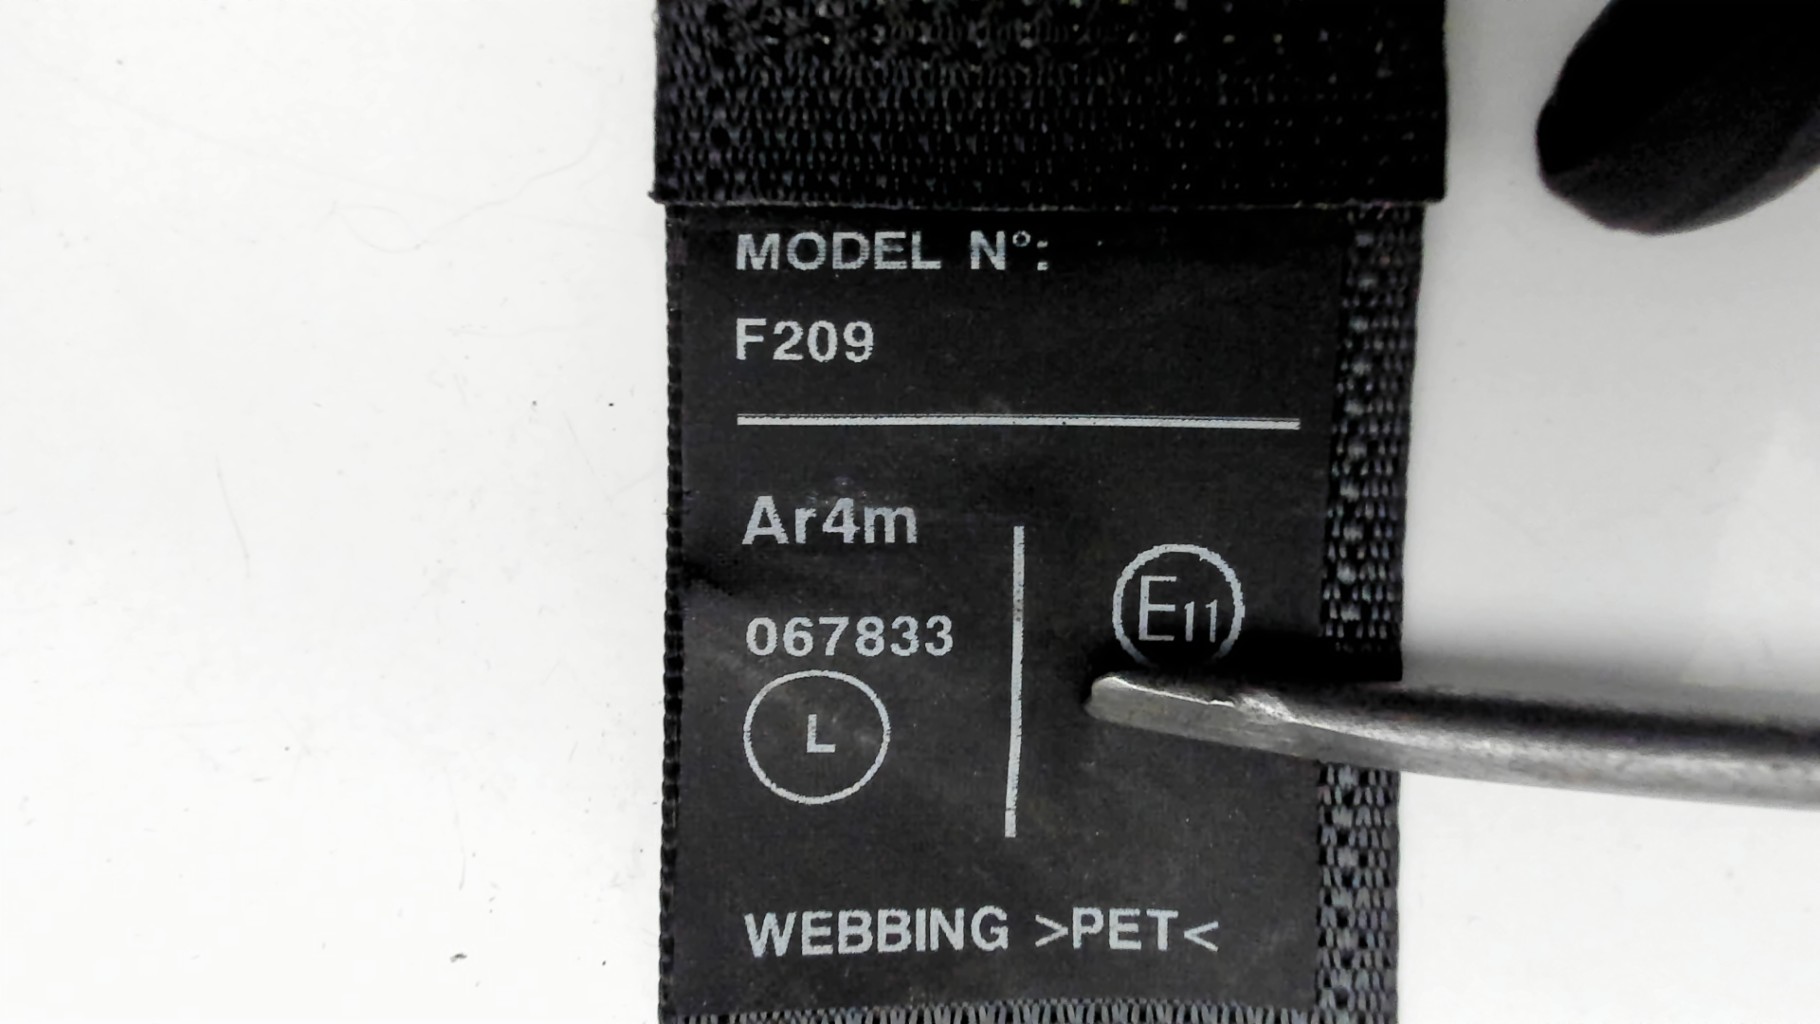 MODEL N°:
F209
Ar4m
067833
E11
L
WEBBING >PET<